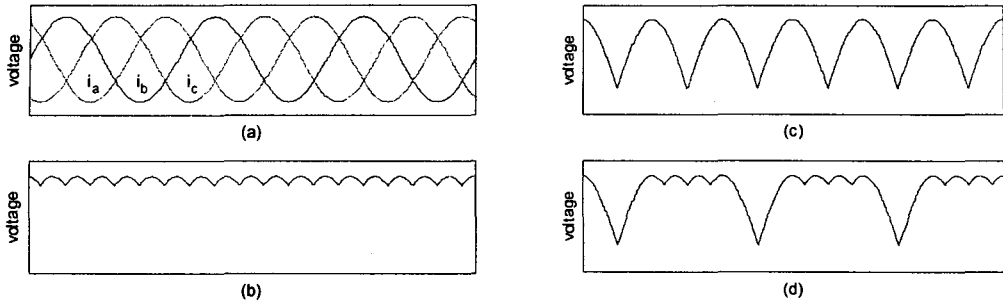 voltage
i_a i_b i_c
(a)
voltage
(b)
voltage
(c)
voltage
(d)